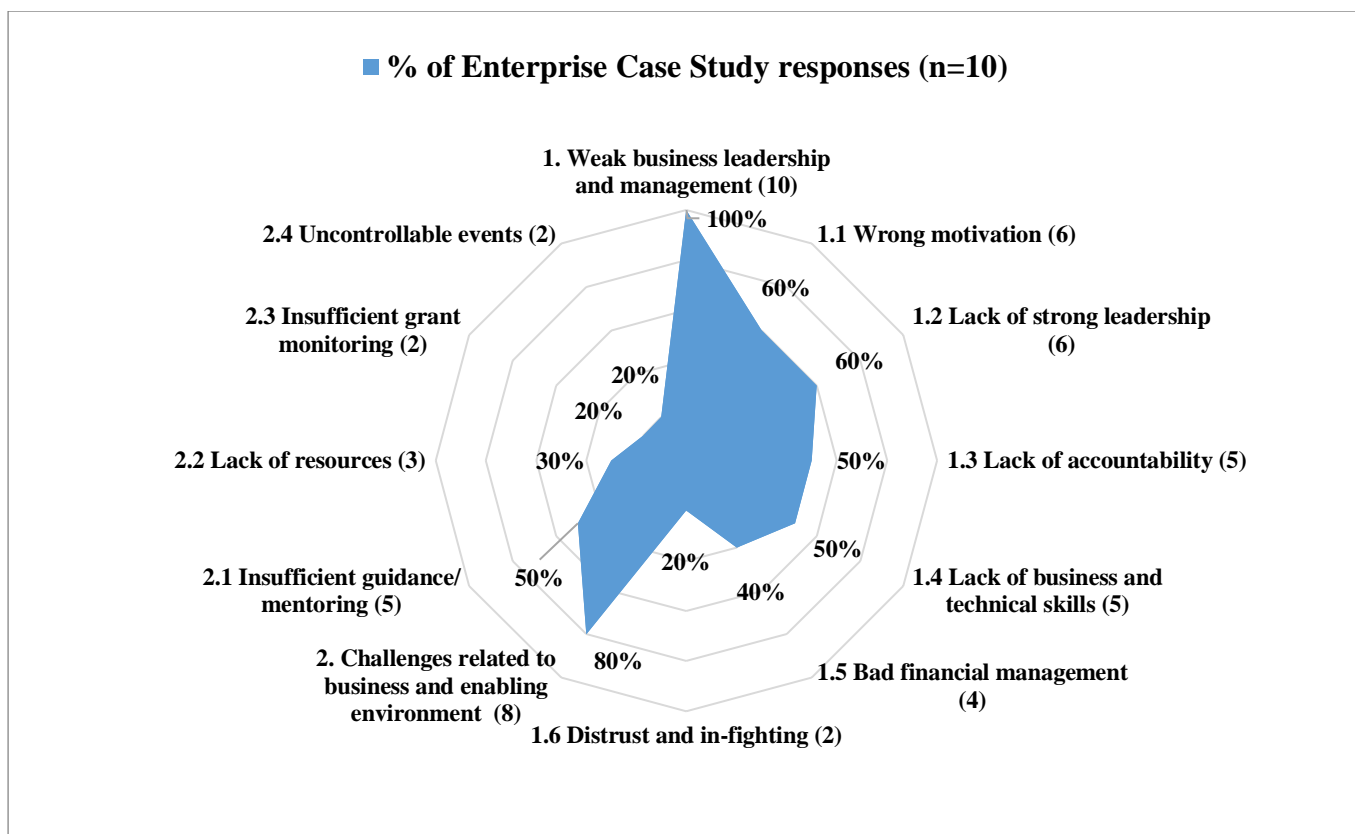 % of Enterprise Case Study responses (n=10)
1. Weak business leadership
and management (10)
100%
1.1 Wrong motivation (6)
60%
1.2 Lack of strong leadership
(6)
60%
1.3 Lack of accountability (5)
50%
1.4 Lack of business and
technical skills (5)
50%
1.5 Bad financial management
(4)
40%
1.6 Distrust and in-fighting (2)
20%
2. Challenges related to
business and enabling
environment (8)
80%
2.1 Insufficient guidance/
mentoring (5)
50%
2.2 Lack of resources (3)
30%
2.3 Insufficient grant
monitoring (2)
20%
2.4 Uncontrollable events (2)
20%